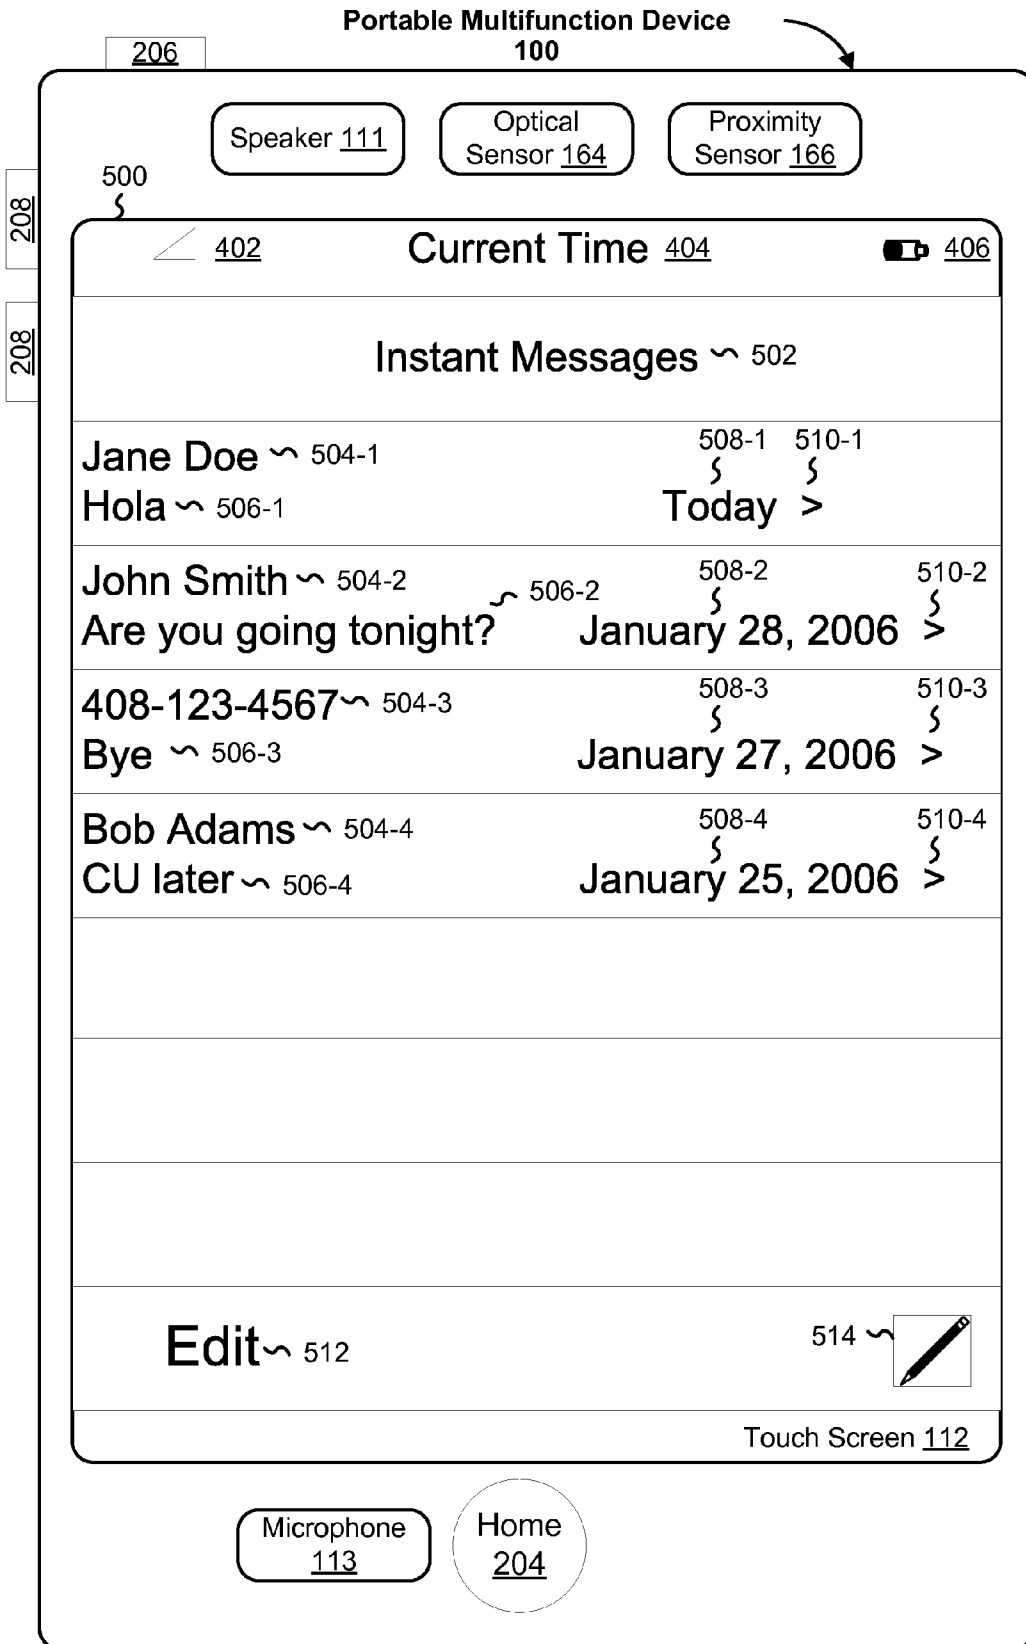 Portable Multifunction Device
100
206
Speaker 111
Optical
Sensor 164
Proximity
Sensor 166
500
208
208
402 Current Time 404 406
Instant Messages 502
508-1 510-1
Jane Doe 504-1
Hola 506-1 Today >
John Smith 504-2 508-2 510-2
506-2
Are you going tonight? January 28, 2006 >
408-123-4567 504-3 508-3 510-3
Bye 506-3 January 27, 2006 >
Bob Adams 504-4 508-4 510-4
CU later 506-4 January 25, 2006 >
Edit 512 514
Touch Screen 112
Microphone
113
Home
204